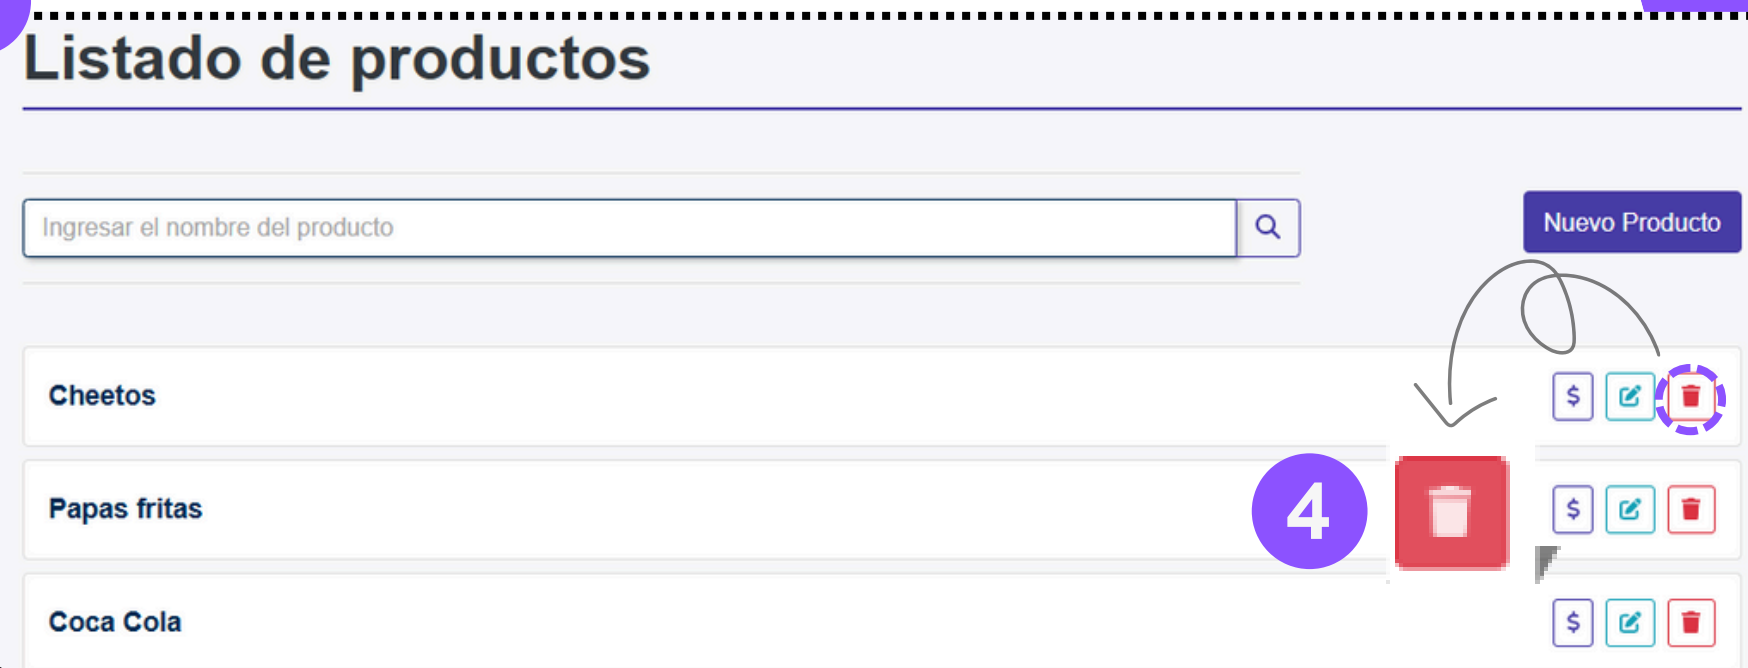 Listado de productos
Ingresar el nombre del producto
Nuevo Producto
Cheetos
$
Papas fritas
4
$
Coca Cola
$